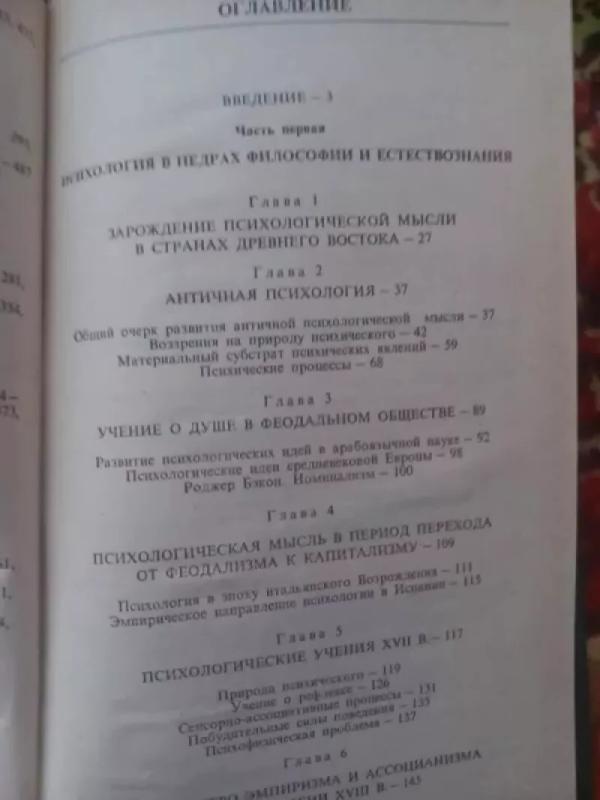 ОГЛАВЛЕНИЕ
ВВЕДЕНИЕ – 3
Часть первая
ПСИХОЛОГИЯ В НЕДРАХ ФИЛОСОФИИ И ЕСТЕСТВОЗНАНИЯ
Глава 1
ЗАРОЖДЕНИЕ ПСИХОЛОГИЧЕСКОЙ МЫСЛИ
В СТРАНАХ ДРЕВНЕГО ВОСТОКА – 27
Глава 2
АНТИЧНАЯ ПСИХОЛОГИЯ – 37
Общий очерк развития античной психологической мысли – 37
Воззрения на природу психического – 42
Материальный субстрат психических явлений – 59
Психические процессы – 68
Глава 3
УЧЕНИЕ О ДУШЕ В ФЕОДАЛЬНОМ ОБЩЕСТВЕ – 89
Развитие психологических идей в арабоязычной науке – 92
Психологические идеи средневековой Европы – 98
Роджер Бэкон. Номинализм – 100
Глава 4
ПСИХОЛОГИЧЕСКАЯ МЫСЛЬ В ПЕРИОД ПЕРЕХОДА
ОТ ФЕОДАЛИЗМА К КАПИТАЛИЗМУ – 109
Психология в эпоху итальянского Возрождения – 111
Эмпирическое направление психологии в Испании – 115
Глава 5
ПСИХОЛОГИЧЕСКИЕ УЧЕНИЯ XVII В. – 117
Природа психического – 119
Учение о рефлексе – 126
Сенсорно-ассоциативные процессы – 131
Побудительные силы поведения – 135
Психофизическая проблема – 137
Глава 6
ЭМПИРИЗМА И АССОЦИАНИЗМА
XVIII В. – 145